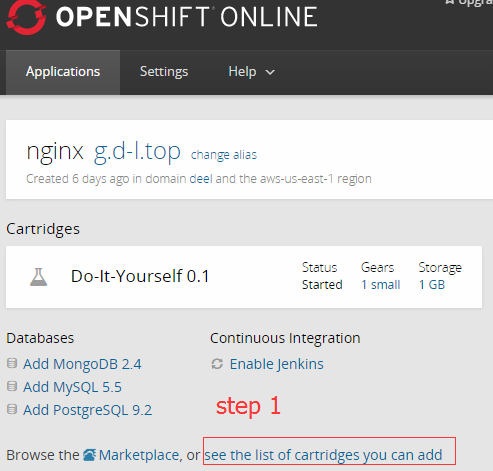 Upgra
OPENSHIFT ONLINE
Applications Settings Help
nginx g.d-l.top change alias
Created 6 days ago in domain deel and the aws-us-east-1 region
Cartridges
Do-It-Yourself 0.1
Status Gears Storage
Started 1 small 1 GB
Databases Continuous Integration
Add MongoDB 2.4 Enable Jenkins
Add MySQL 5.5
Add PostgreSQL 9.2
step 1
Browse the Marketplace, or see the list of cartridges you can add